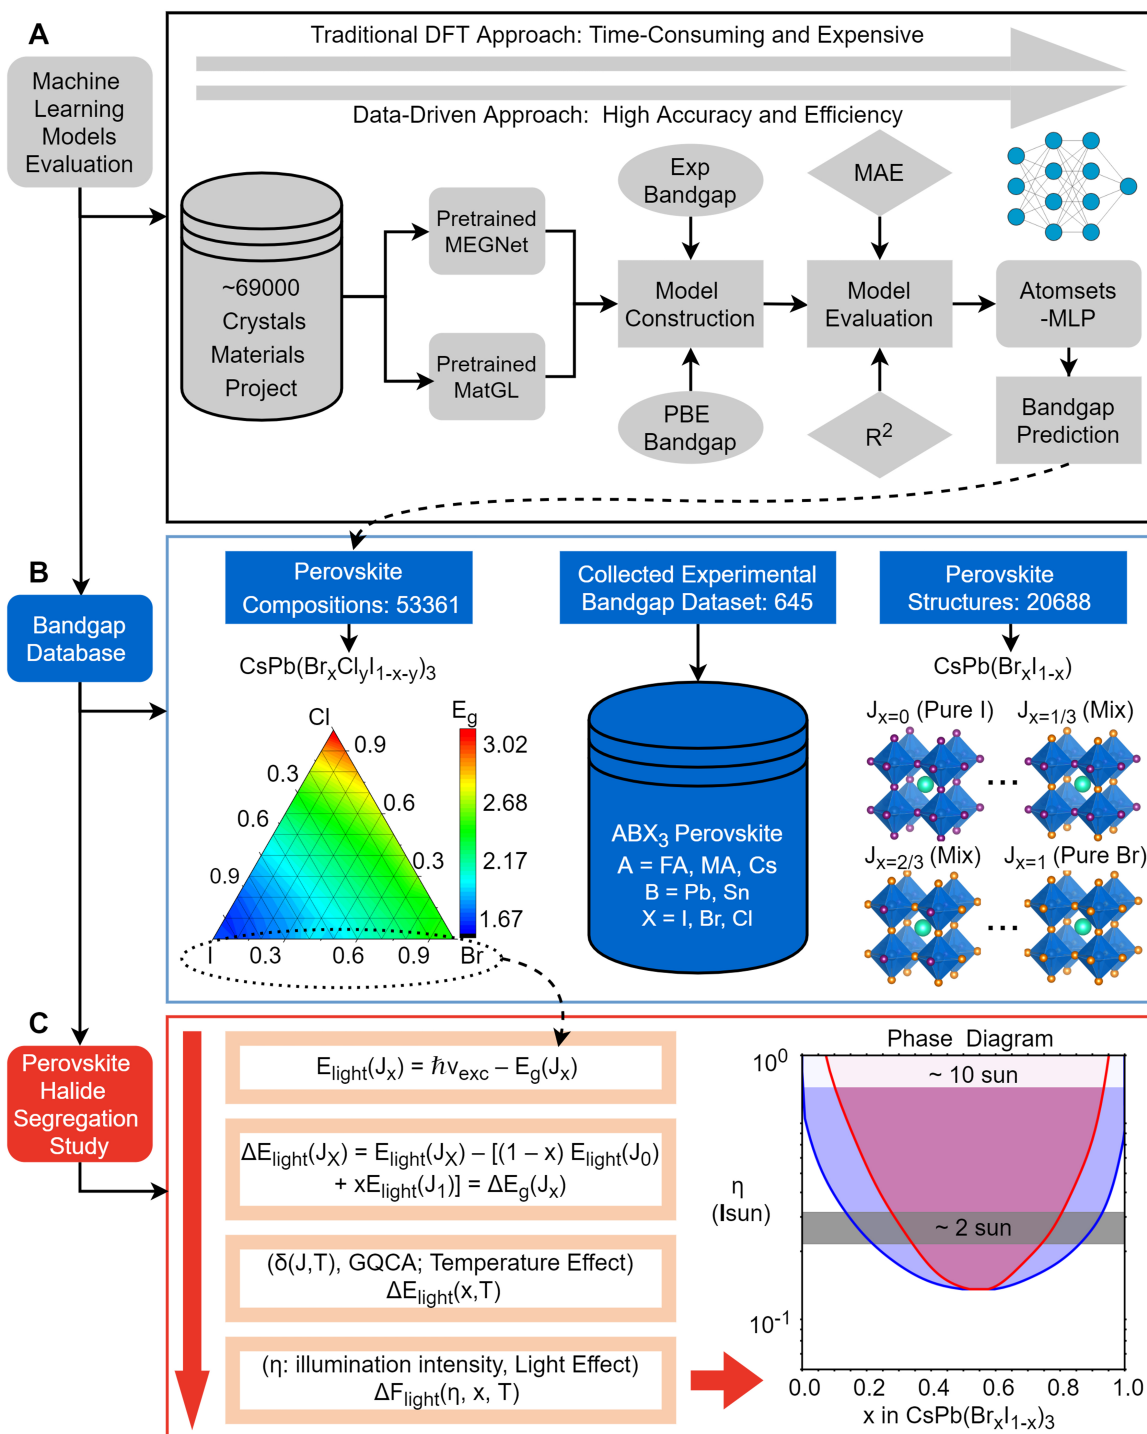 A
Machine
Learning
Models
Evaluation
Traditional DFT Approach: Time-Consuming and Expensive
Data-Driven Approach: High Accuracy and Efficiency
~69000
Crystals
Materials
Project
Pretrained
MEGNet
Pretrained
MatGL
Exp
Bandgap
Model
Construction
PBE
Bandgap
MAE
Model
Evaluation
R²
Atomsets
-MLP
Bandgap
Prediction
B
Bandgap
Database
Perovskite
Compositions: 53361
CsPb(BrₓClyI₁₋ₓ₋y)₃
Cl
0.9
0.3
0.6
0.6
0.3
0.9
I
0.3
0.6
0.9
Br
Eg
3.02
2.68
2.17
1.67
Collected Experimental
Bandgap Dataset: 645
ABX₃ Perovskite
A = FA, MA, Cs
B = Pb, Sn
X = I, Br, Cl
Perovskite
Structures: 20688
CsPb(BrₓI₁₋ₓ)
Jₓ₌₀ (Pure I)
Jₓ₌₁/₃ (Mix)
...
Jₓ₌₂/₃ (Mix)
Jₓ₌₁ (Pure Br)
...
C
Perovskite
Halide
Segregation
Study
Elight(Jₓ) = ℏvexc – Eg(Jₓ)
ΔElight(JX) = Elight(JX) – [(1 – x) Elight(J₀)
+ xElight(J₁)] = ΔEg(Jₓ)
(δ(J,T), GQCA; Temperature Effect)
ΔElight(x,T)
(η: illumination intensity, Light Effect)
ΔFlight(η, x, T)
Phase Diagram
10⁰
~ 10 sun
η
(Isun)
~ 2 sun
10⁻¹
0.0 0.2 0.4 0.6 0.8 1.0
x in CsPb(BrₓI₁₋ₓ)₃